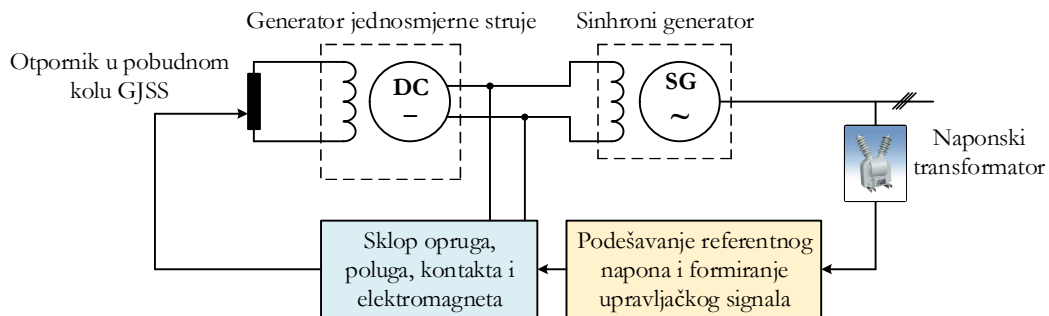 Generator jednosmjerne struje
Sinhroni generator
Otpornik u pobudnom
kolu GJSS
DC
–
SG
~
Naponski
transformator
Sklop opruga,
poluga, kontakta i
elektromagneta
Podešavanje referentnog
napona i formiranje
upravljačkog signala